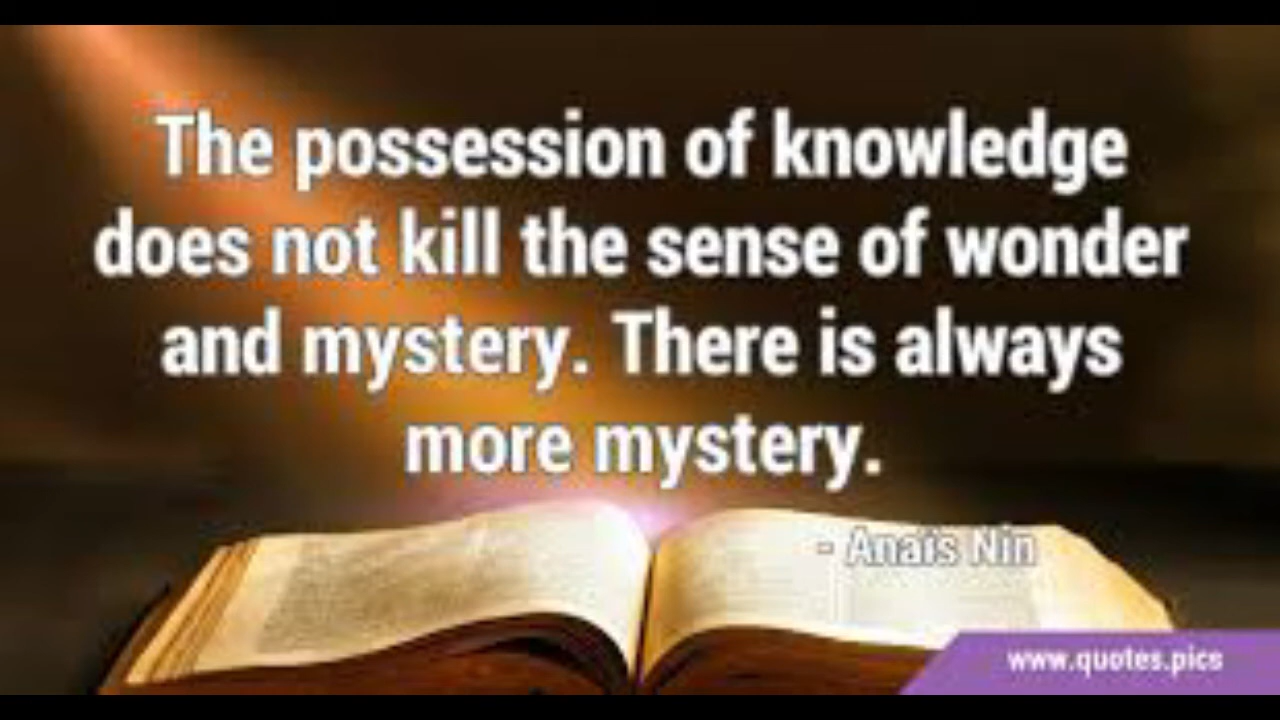 The possession of knowledge
does not kill the sense of wonder
and mystery. There is always
more mystery.
- Anaïs Nin
www.quotes.pics